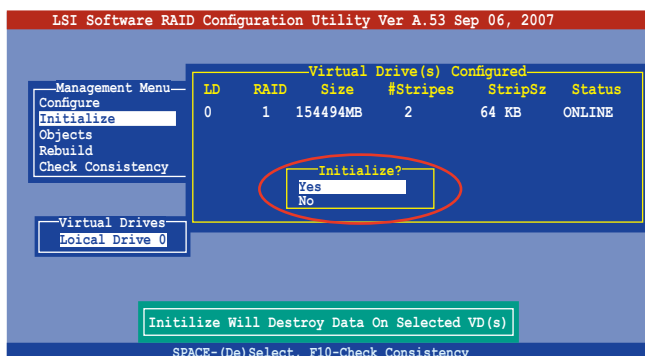 LSI Software RAID Configuration Utility Ver A.53 Sep 06, 2007
Virtual Drive(s) Configured
LD RAID Size #Stripes StripSz Status
0 1 154494MB 2 64 KB ONLINE
Management Menu
Configure
Initialize
Objects
Rebuild
Check Consistency
Initialize?
Yes
No
Virtual Drives
Loical Drive 0
Initilize Will Destroy Data On Selected VD(s)
SPACE-(De)Select, F10-Check Consistency